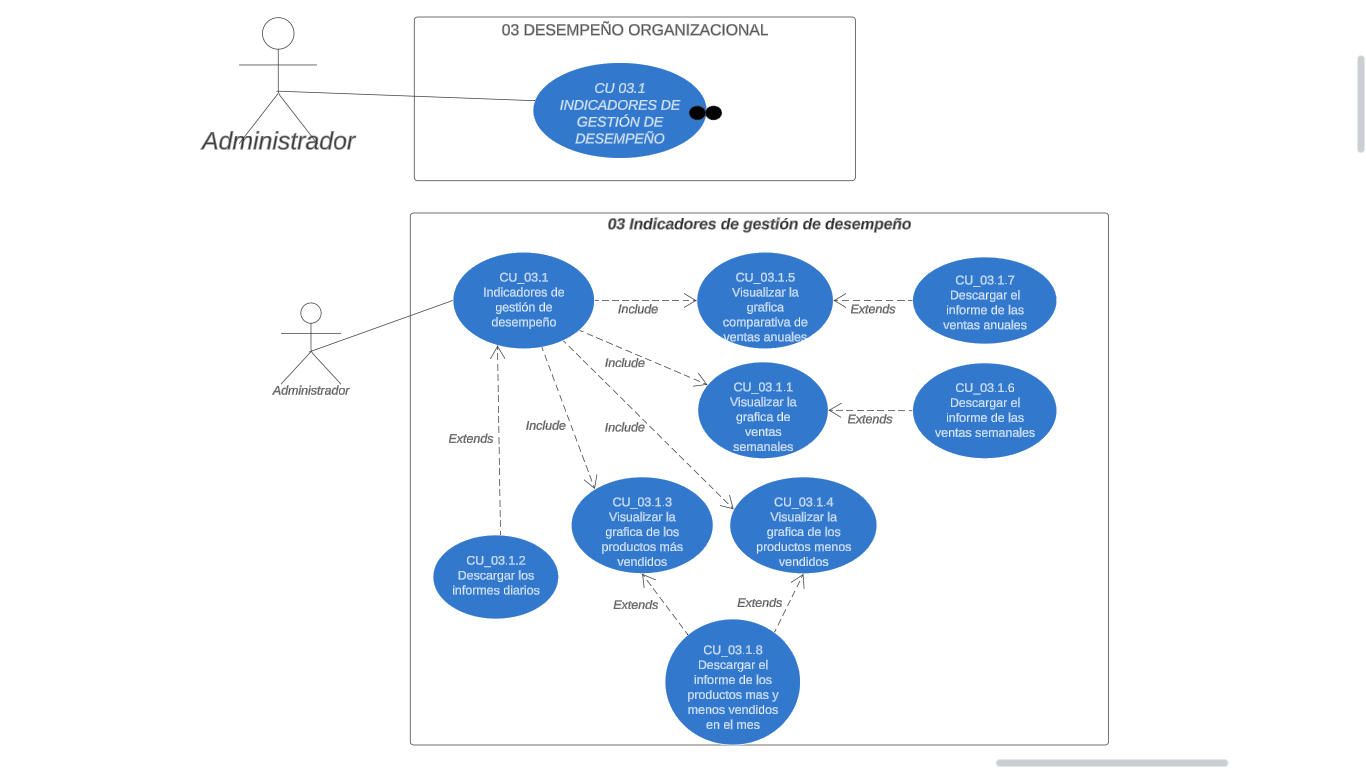 03 DESEMPEÑO ORGANIZACIONAL
CU 03.1
INDICADORES DE
GESTIÓN DE
DESEMPEÑO
Administrador
03 Indicadores de gestión de desempeño
CU_03.1
Indicadores de
gestión de
desempeño
Include
CU_03.1.5
Visualizar la
grafica
comparativa de
ventas anuales
Extends
CU_03.1.7
Descargar el
informe de las
ventas anuales
Administrador
Include
CU_03.1.1
Visualizar la
grafica de
ventas
semanales
Extends
CU_03.1.6
Descargar el
informe de las
ventas semanales
Extends
Include
Include
CU_03.1.3
Visualizar la
grafica de los
productos más
vendidos
CU_03.1.4
Visualizar la
grafica de los
productos menos
vendidos
CU_03.1.2
Descargar los
informes diarios
Extends
Extends
CU_03.1.8
Descargar el
informe de los
productos mas y
menos vendidos
en el mes